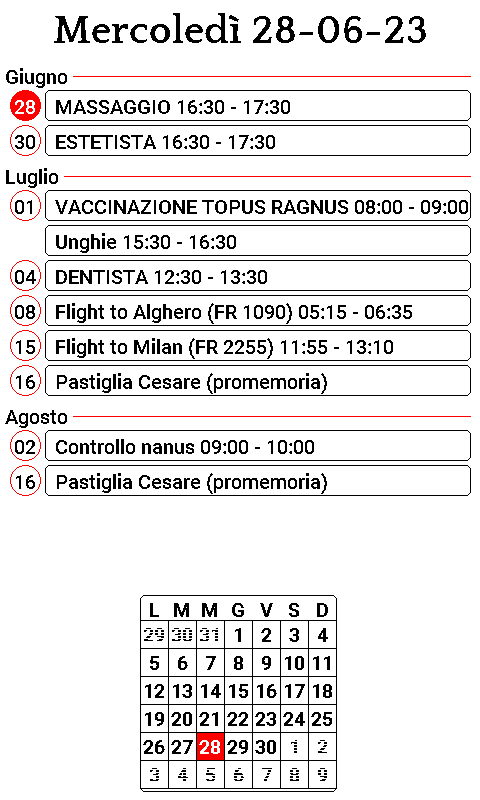 Mercoledì 28-06-23
Giugno
28 MASSAGGIO 16:30 - 17:30
30 ESTETISTA 16:30 - 17:30
Luglio
01 VACCINAZIONE TOPUS RAGNUS 08:00 - 09:00
Unghie 15:30 - 16:30
04 DENTISTA 12:30 - 13:30
08 Flight to Alghero (FR 1090) 05:15 - 06:35
15 Flight to Milan (FR 2255) 11:55 - 13:10
16 Pastiglia Cesare (promemoria)
Agosto
02 Controllo nanus 09:00 - 10:00
16 Pastiglia Cesare (promemoria)
L M M G V S D
29 30 31 1 2 3 4
5 6 7 8 9 10 11
12 13 14 15 16 17 18
19 20 21 22 23 24 25
26 27 28 29 30 1 2
3 4 5 6 7 8 9